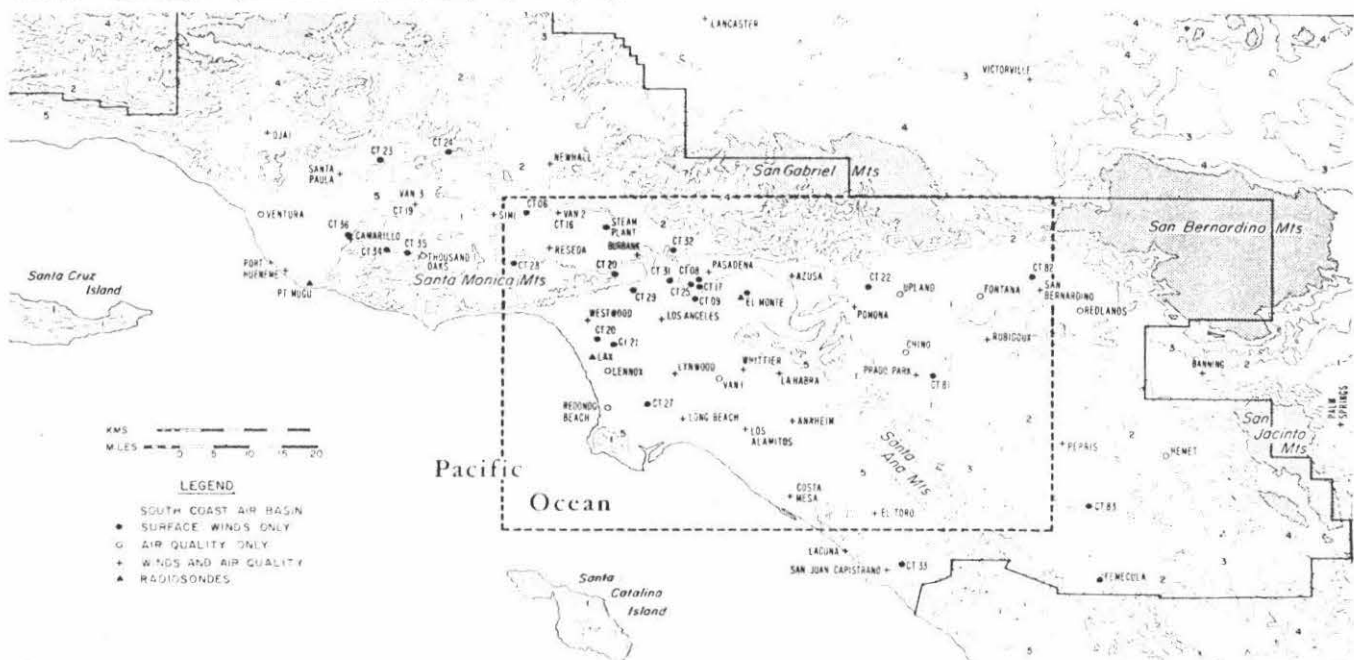 LANCASTER
VICTORVILLE
OJAI
CT 23
CT 24
NEWHALL
SANTA
PAULA
San Gabriel Mts
VAN 3
CT 19
SIMI
CT 06
VAN 2
CT 16
STEAM
PLANT
VENTURA
San Bernardino Mts
CT 36
CAMARILLO
CT 34
CT 35
THOUSAND
OAKS
RESEDA
BURBANK
CT 32
PORT
HUENEME
PT MUGU
Santa Monica Mts
CT 28
CT 20
CT 31
CT 08
PASADENA
CT 17
CT 25
CT 09
CT 29
EL MONTE
AZUSA
CT 22
UPLAND
FONTANA
CT 82
SAN
BERNARDINO
REDLANDS
Santa Cruz
Island
WESTWOOD
LOS ANGELES
POMONA
CT 20
CT 21
RUBIDOUX
LAX
LENNOX
LYNWOOD
WHITTIER
CHINO
VAN 1
LA HABRA
PRADO PARK
CT 81
BANNING
PALM
SPRINGS
REDONDO
BEACH
CT 27
LONG BEACH
LOS
ALAMITOS
ANAHEIM
San
Jacinto
Mts
KMS
MILES
0 5 10 15 20
Santa
Ana Mts
PERRIS
HEMET
Pacific
Ocean
COSTA
MESA
EL TORO
CT 83
LEGEND
SOUTH COAST AIR BASIN
SURFACE WINDS ONLY
AIR QUALITY ONLY
WINDS AND AIR QUALITY
RADIOSONDES
LAGUNA
SAN JUAN CAPISTRANO
CT 33
TEMECULA
Santa
Catalina
Island